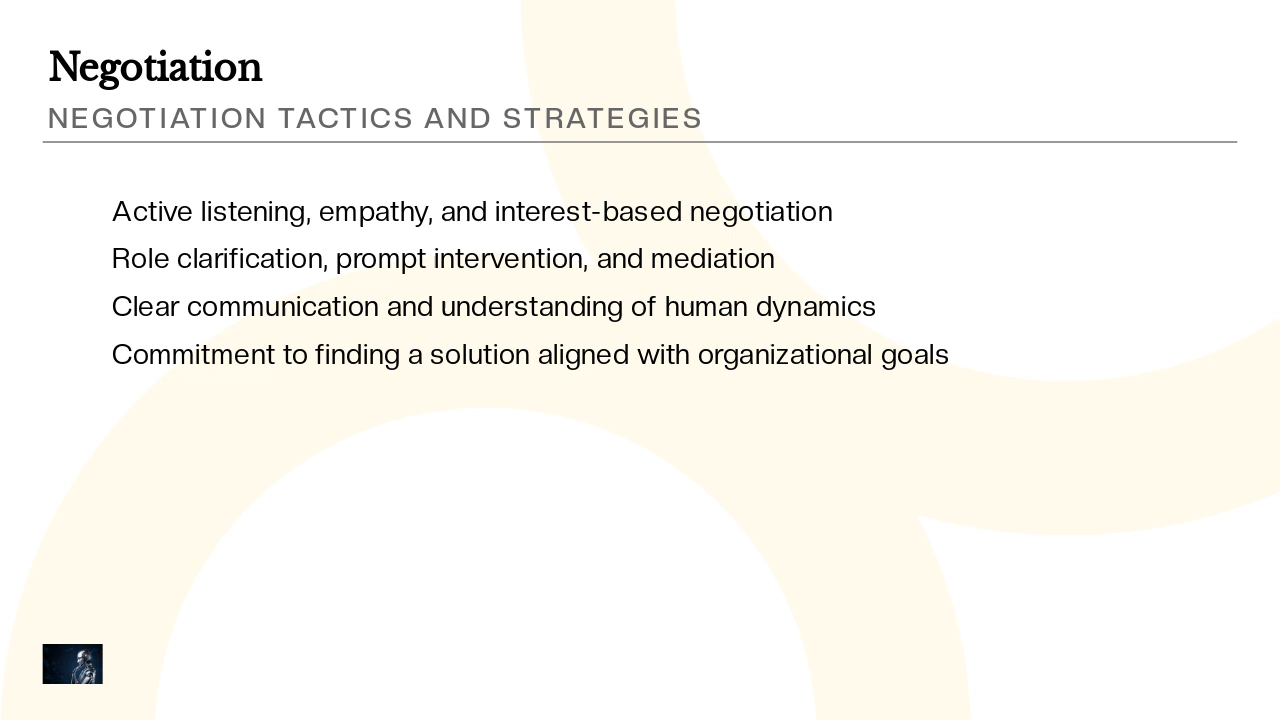 Negotiation
NEGOTIATION TACTICS AND STRATEGIES
Active listening, empathy, and interest-based negotiation
Role clarification, prompt intervention, and mediation
Clear communication and understanding of human dynamics
Commitment to finding a solution aligned with organizational goals